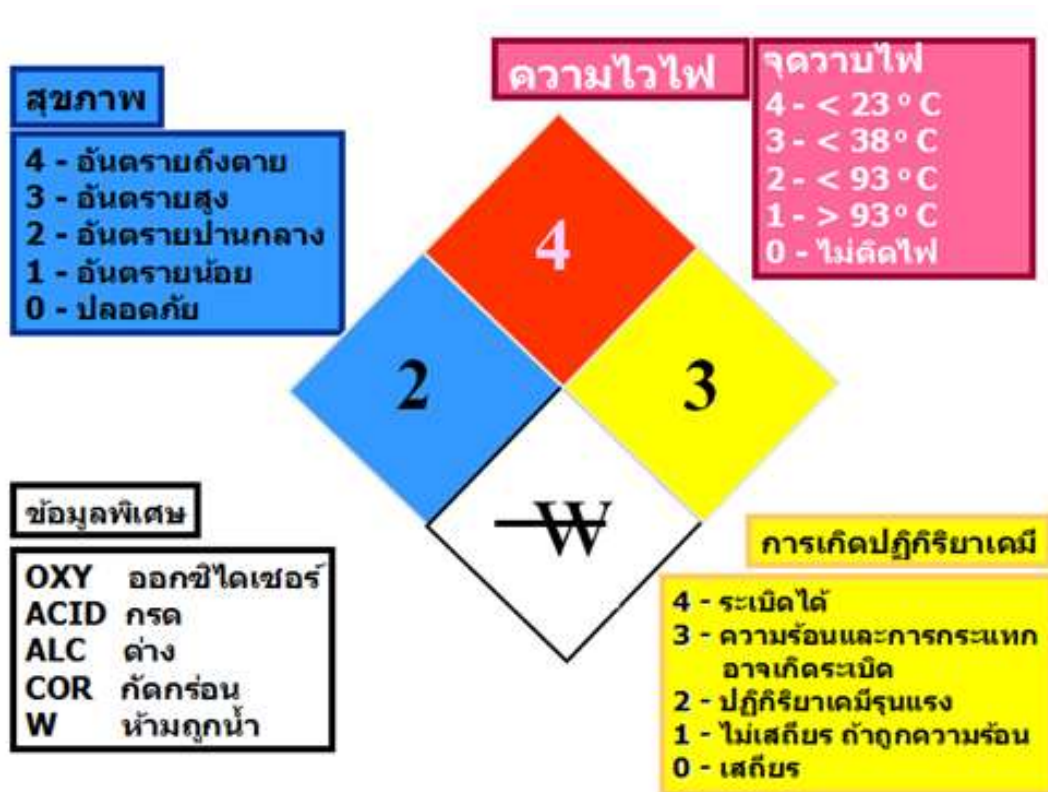 สุขภาพ
4 - อันตรายถึงตาย
3 - อันตรายสูง
2 - อันตรายปานกลาง
1 - อันตรายน้อย
0 - ปลอดภัย
ความไวไฟ
จุดวาบไฟ
4 - < 23 ° C
3 - < 38 ° C
2 - < 93 ° C
1 - > 93 ° C
0 - ไม่ติดไฟ
4
2
3
W
ข้อมูลพิเศษ
OXY ออกซิไดเซอร์
ACID กรด
ALC ด่าง
COR กัดกร่อน
W ห้ามถูกน้ำ
การเกิดปฏิกิริยาเคมี
4 - ระเบิดได้
3 - ความร้อนและการกระแทก
อาจเกิดระเบิด
2 - ปฏิกิริยาเคมีรุนแรง
1 - ไม่เสถียร ถ้าถูกความร้อน
0 - เสถียร